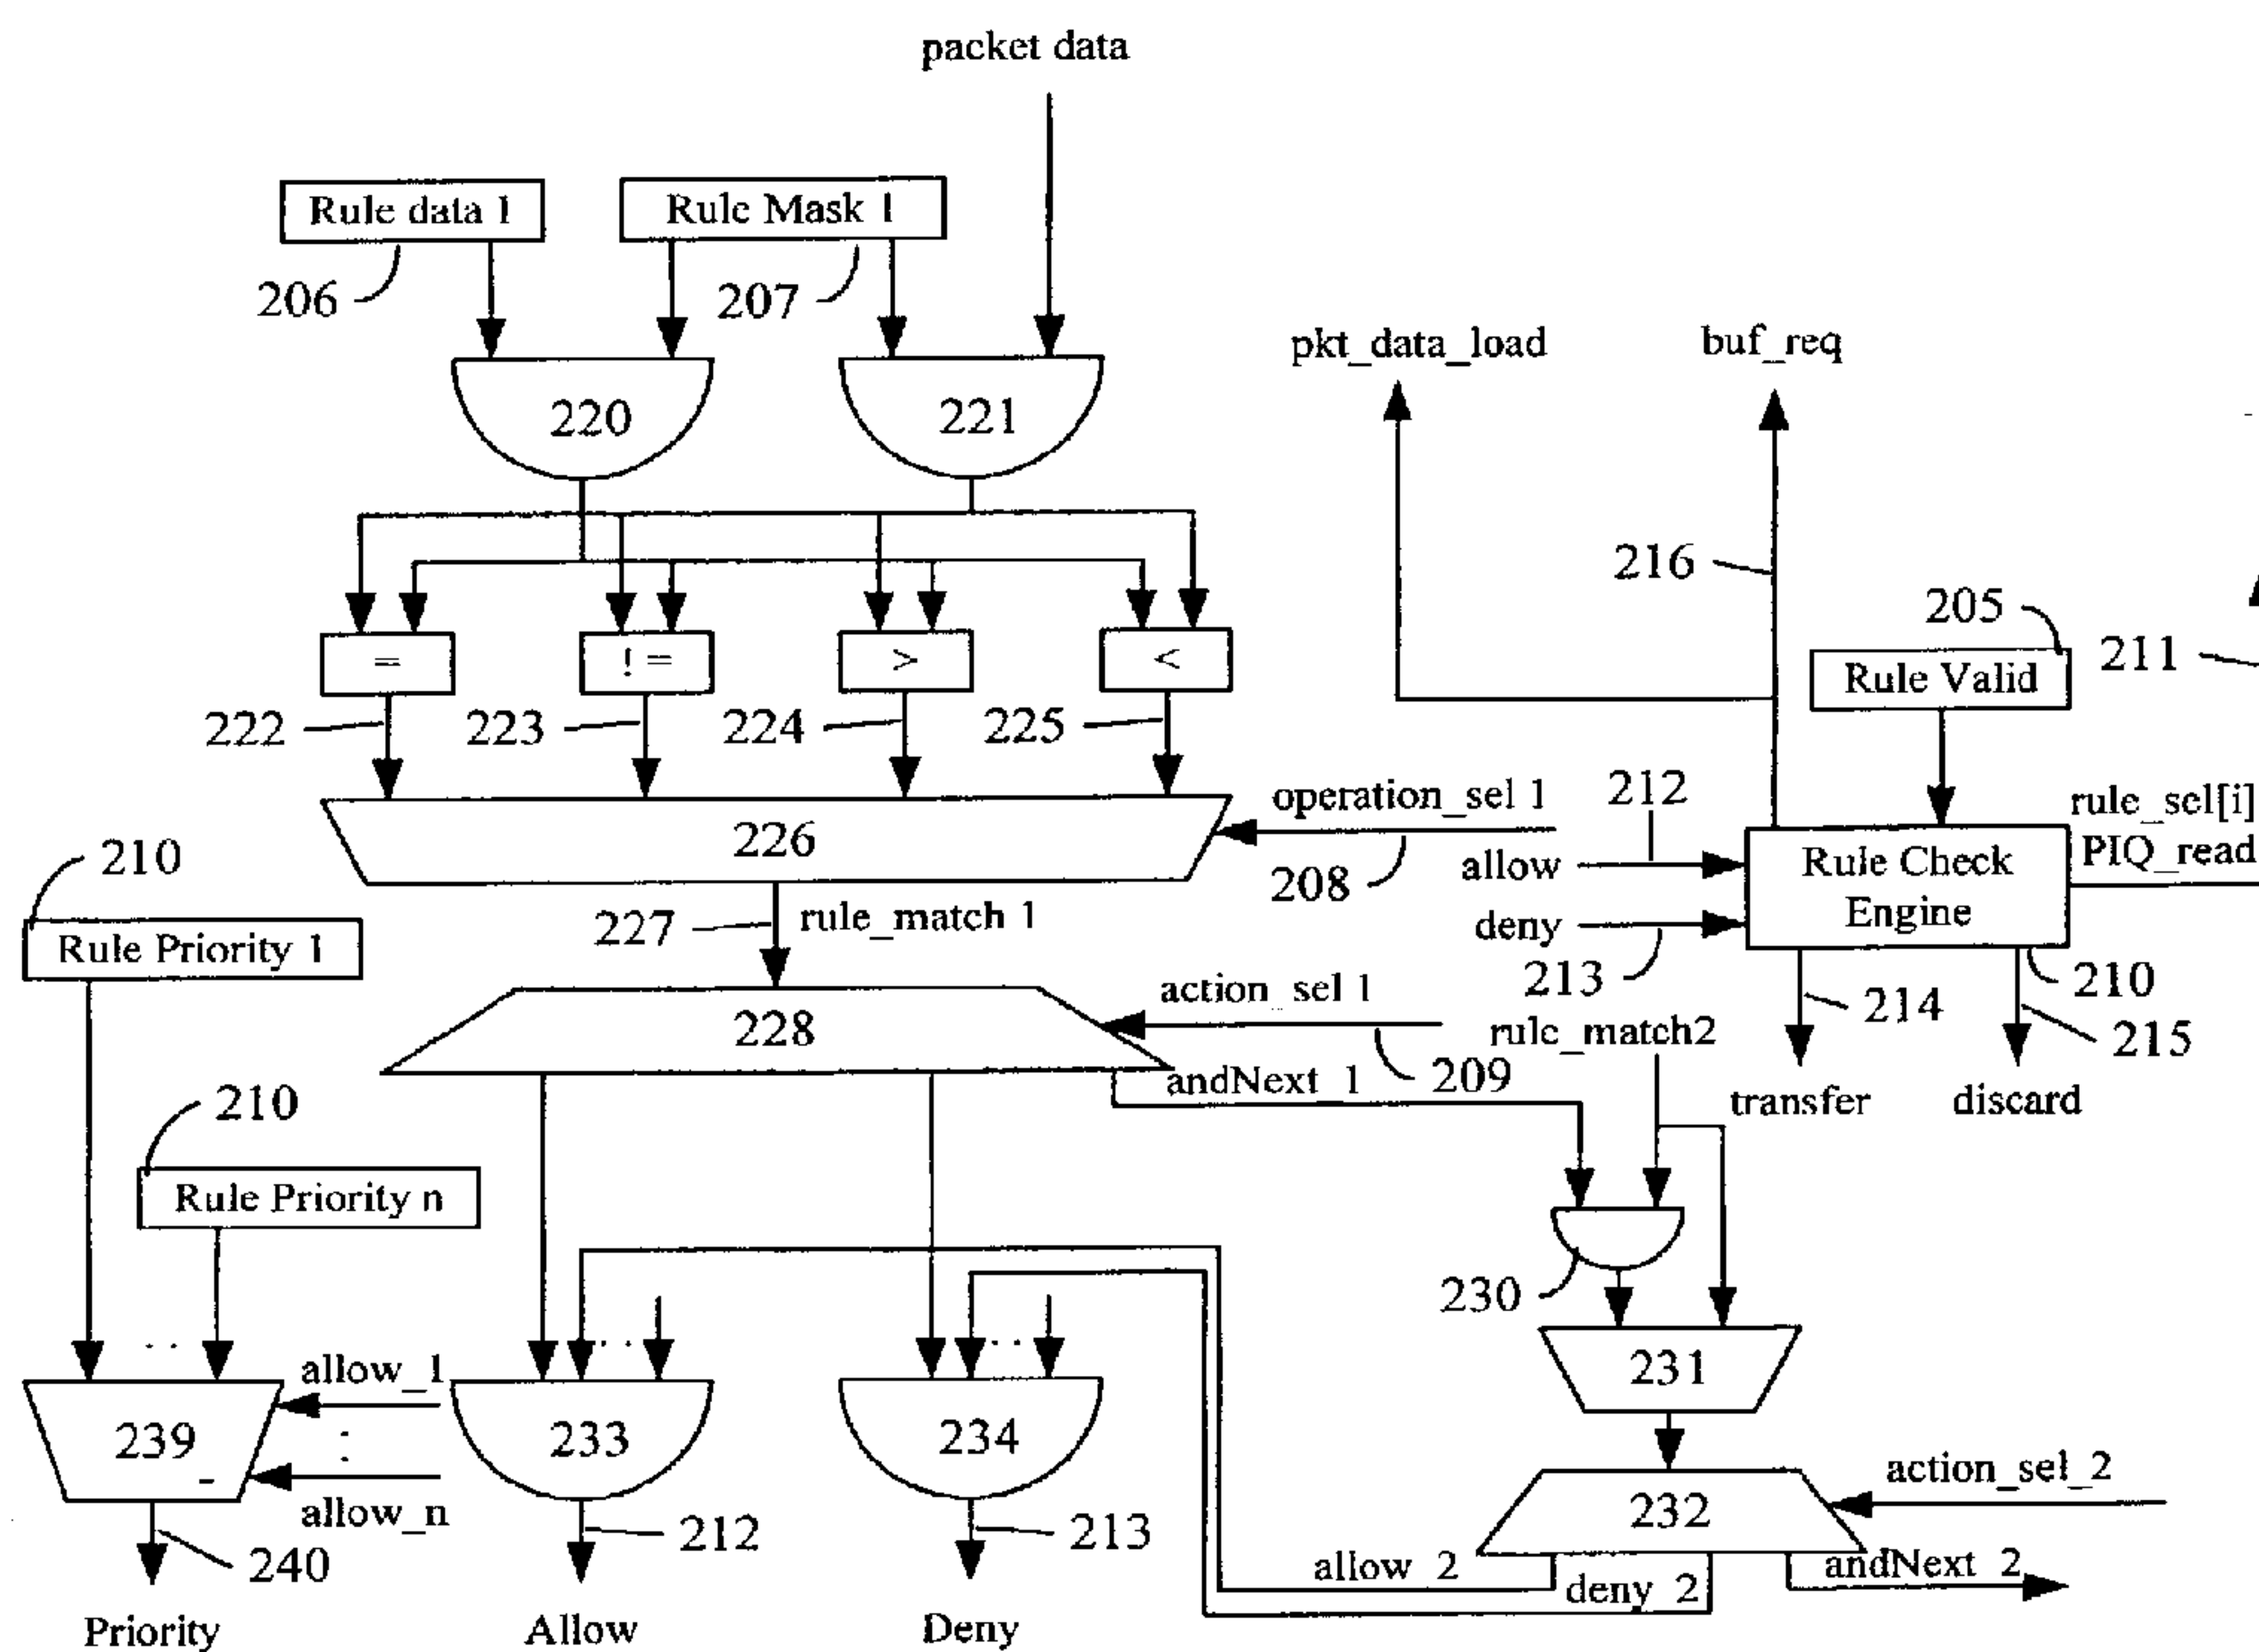 packet data
Rule data 1
Rule Mask 1
206
207
pkt_data_load
buf_req
220
221
216
205
211
Rule Valid
=
! =
>
<
222
223
224
225
operation_sel 1
212
rule_sel[i]
226
208
allow
Rule Check
PIQ_read
210
Engine
deny
227
rule_match 1
Rule Priority 1
213
210
action_sel 1
214
228
rule_match2
215
andNext_1
209
transfer
discard
210
Rule Priority n
230
. .
. .
. .
allow_1
231
239
:
233
234
allow_n
action_sel_2
232
212
213
240
allow_2
deny_2
andNext_2
Priority
Allow
Deny